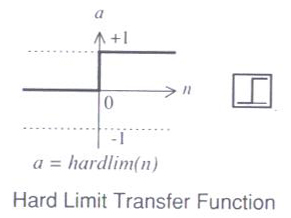 a
+1
n
0
-1
a = hardlim(n)
Hard Limit Transfer Function